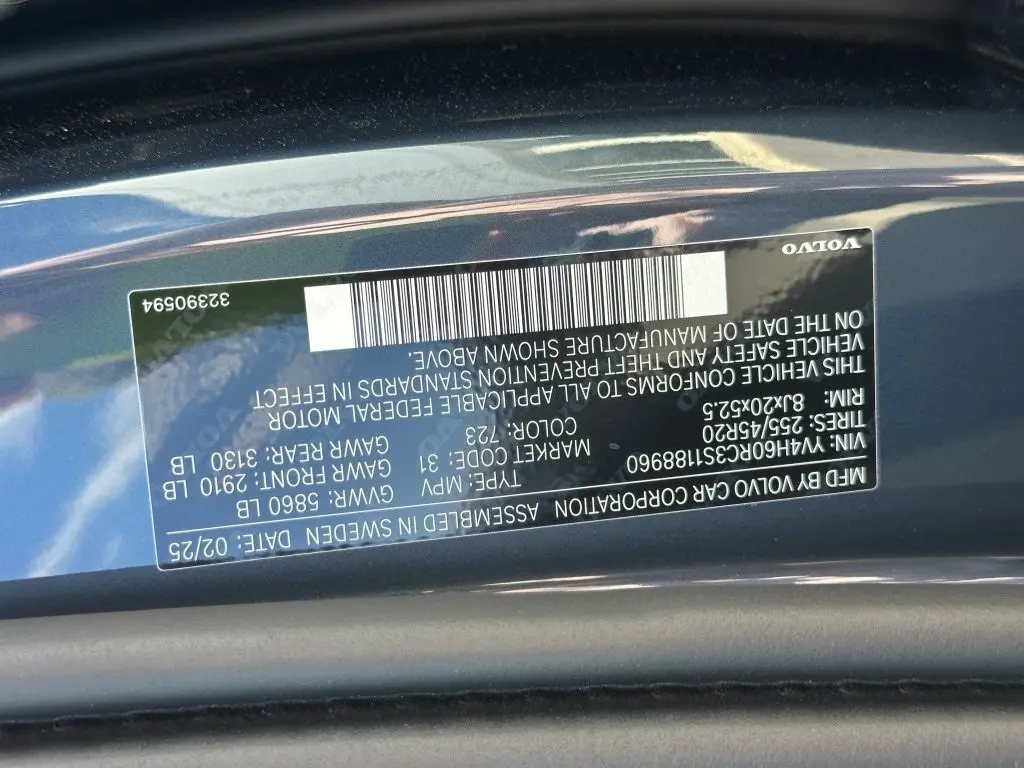 MFD BY VOLVO CAR CORPORATION ASSEMBLED IN SWEDEN DATE: 02/25
VIN: YV4H60RC3S1188960 TYPE: MPV GVWR: 5860 LB
TIRES: 255/45R20 MARKET CODE: 31 GAWR FRONT: 2910 LB
RIM: 8Jx20x52.5 COLOR: 723 GAWR REAR: 3130 LB
THIS VEHICLE CONFORMS TO ALL APPLICABLE FEDERAL MOTOR
VEHICLE SAFETY AND THEFT PREVENTION STANDARDS IN EFFECT
ON THE DATE OF MANUFACTURE SHOWN ABOVE.
VOLVO 32390594